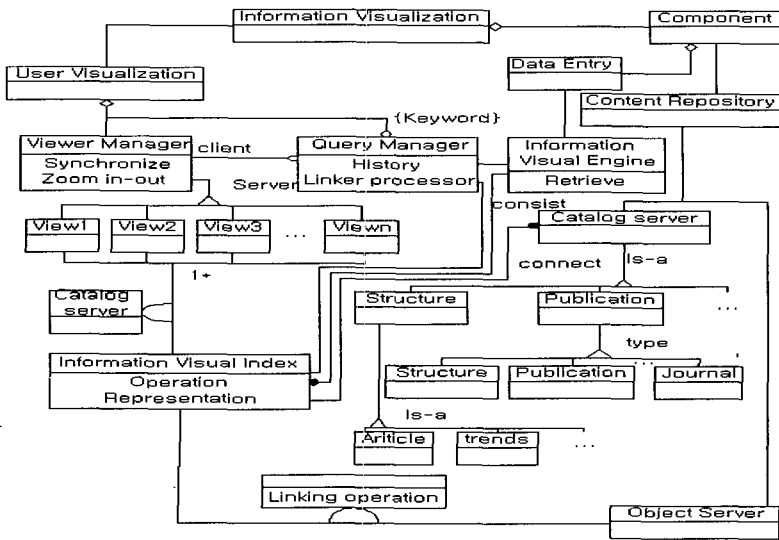 Information Visualization
Component
User Visualization
Data Entry
Content Repository
{Keyword}
Viewer Manager
Synchronize
Zoom in-out
client
Server
Query Manager
History
Linker processor
Information
Visual Engine
Retrieve
consist
View1
View2
View3
...
Viewn
Catalog server
connect
Is-a
1+
Catalog
server
Structure
Publication
...
type
Information Visual Index
Operation
Representation
Structure
Publication
...
Journal
Is-a
Ariticle
trends
...
Linking operation
Object Server